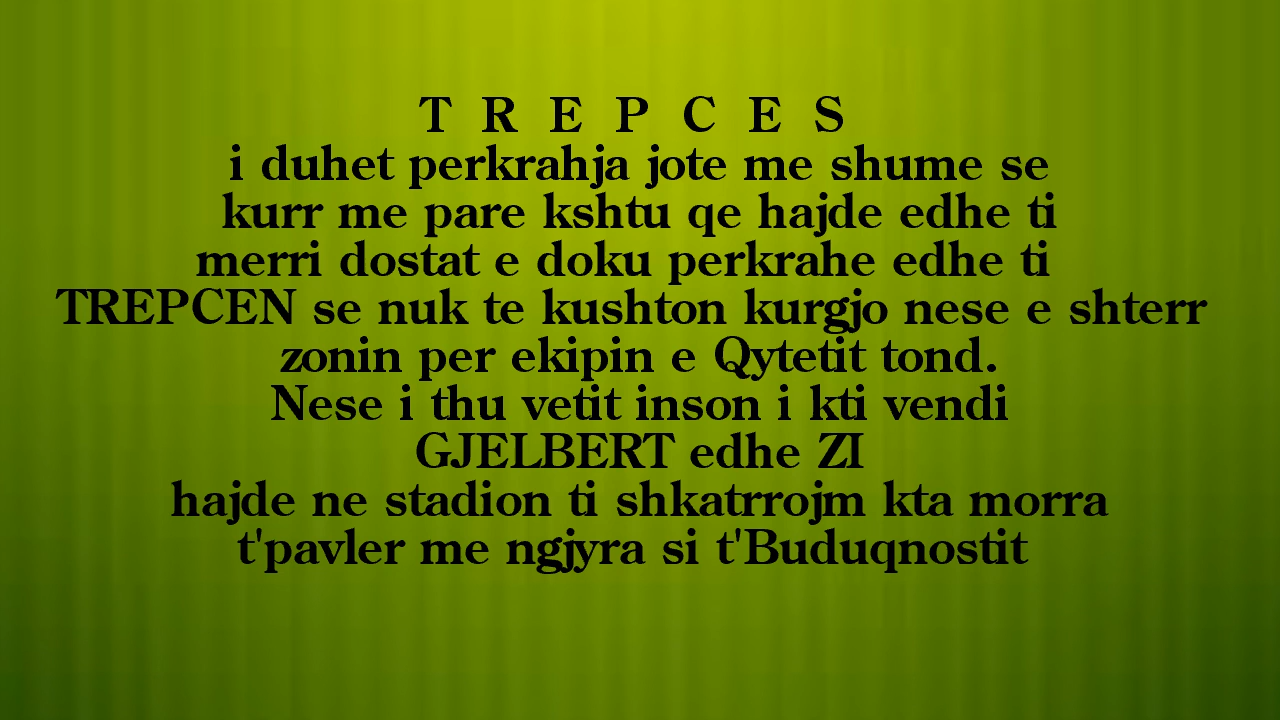 T R E P C E S
i duhet perkrahja jote me shume se
kurr me pare kshtu qe hajde edhe ti
merri dostat e doku perkrahe edhe ti
TREPCEN se nuk te kushton kurgjo nese e shterr
zonin per ekipin e Qytetit tond.
Nese i thu vetit inson i kti vendi
GJELBERT edhe ZI
hajde ne stadion ti shkatrrojm kta morra
t'pavler me ngjyra si t'Buduqnostit